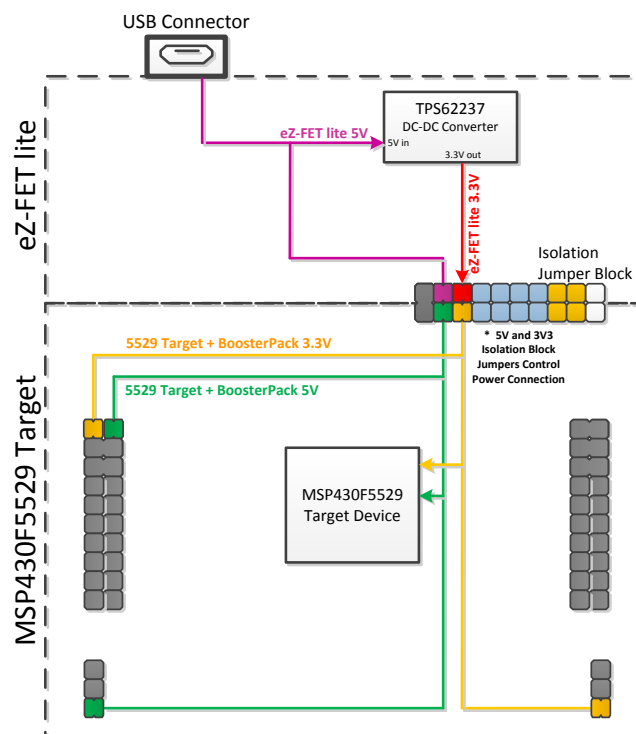 USB Connector
eZ-FET lite
TPS62237
DC-DC Converter
5V in
3.3V out
eZ-FET lite 5V
eZ-FET lite 3.3V
Isolation
Jumper Block
* 5V and 3V3
Isolation Block
Jumpers Control
Power Connection
MSP430F5529 Target
5529 Target + BoosterPack 3.3V
5529 Target + BoosterPack 5V
MSP430F5529
Target Device